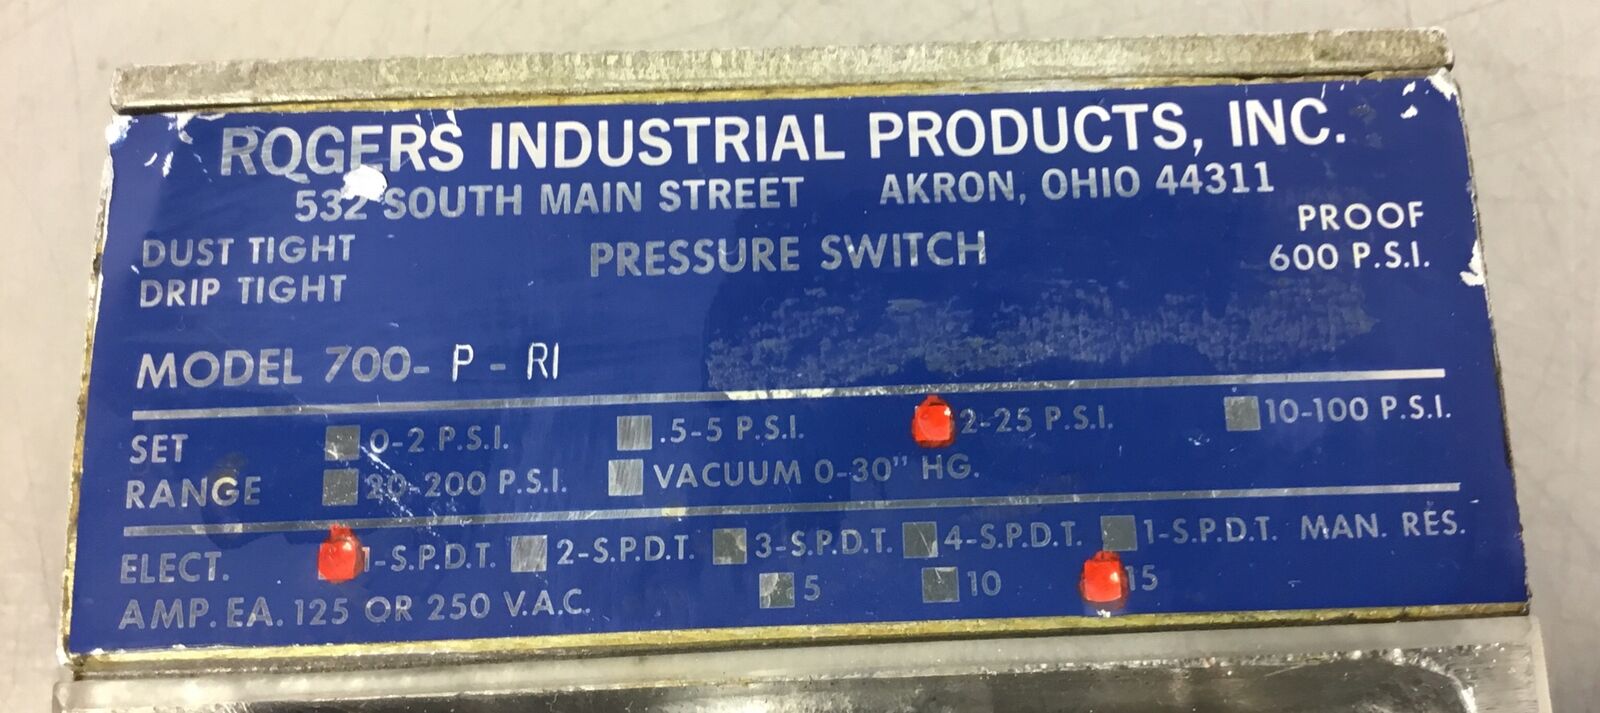 ROGERS INDUSTRIAL PRODUCTS, INC.
532 SOUTH MAIN STREET AKRON, OHIO 44311
DUST TIGHT
DRIP TIGHT
PRESSURE SWITCH
PROOF
600 P.S.I.
MODEL 700- P - RI
SET RANGE
0-2 P.S.I. .5-5 P.S.I. 2-25 P.S.I. 10-100 P.S.I.
20-200 P.S.I. VACUUM 0-30" HG.
ELECT. 1-S.P.D.T. 2-S.P.D.T. 3-S.P.D.T. 4-S.P.D.T. 1-S.P.D.T. MAN. RES.
AMP. EA. 125 OR 250 V.A.C. 5 10 15